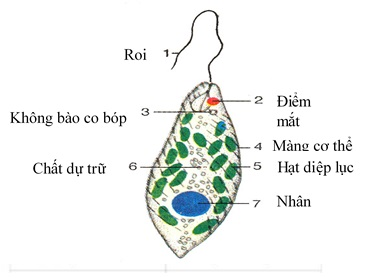 Roi 1
2 Điểm mắt
Không bào co bóp 3
4 Màng cơ thể
Chất dự trữ 6
5 Hạt diệp lục
7 Nhân